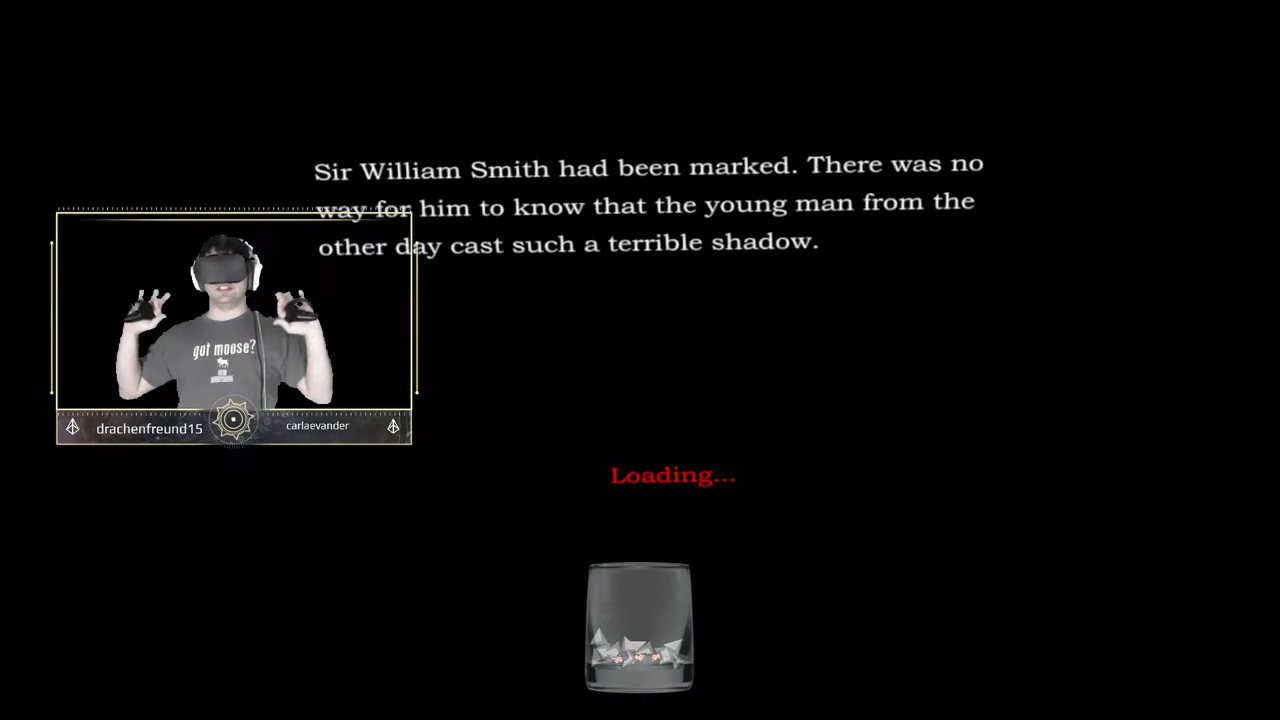 Sir William Smith had been marked. There was no
way for him to know that the young man from the
other day cast such a terrible shadow.
got moose?
drachenfreund15
carlaevander
Loading...